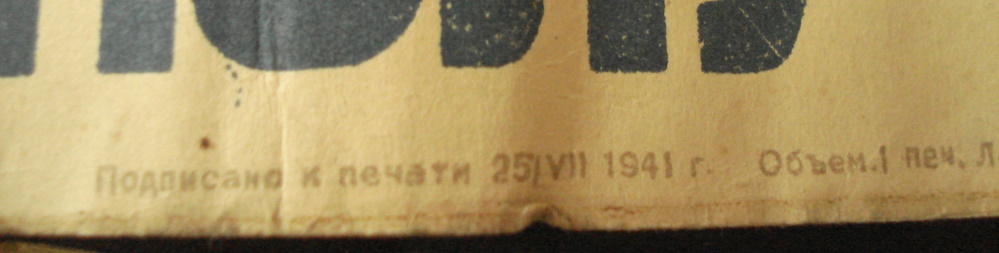 Подписано к печати 25/VII 1941 г. Объем.1 печ. Л